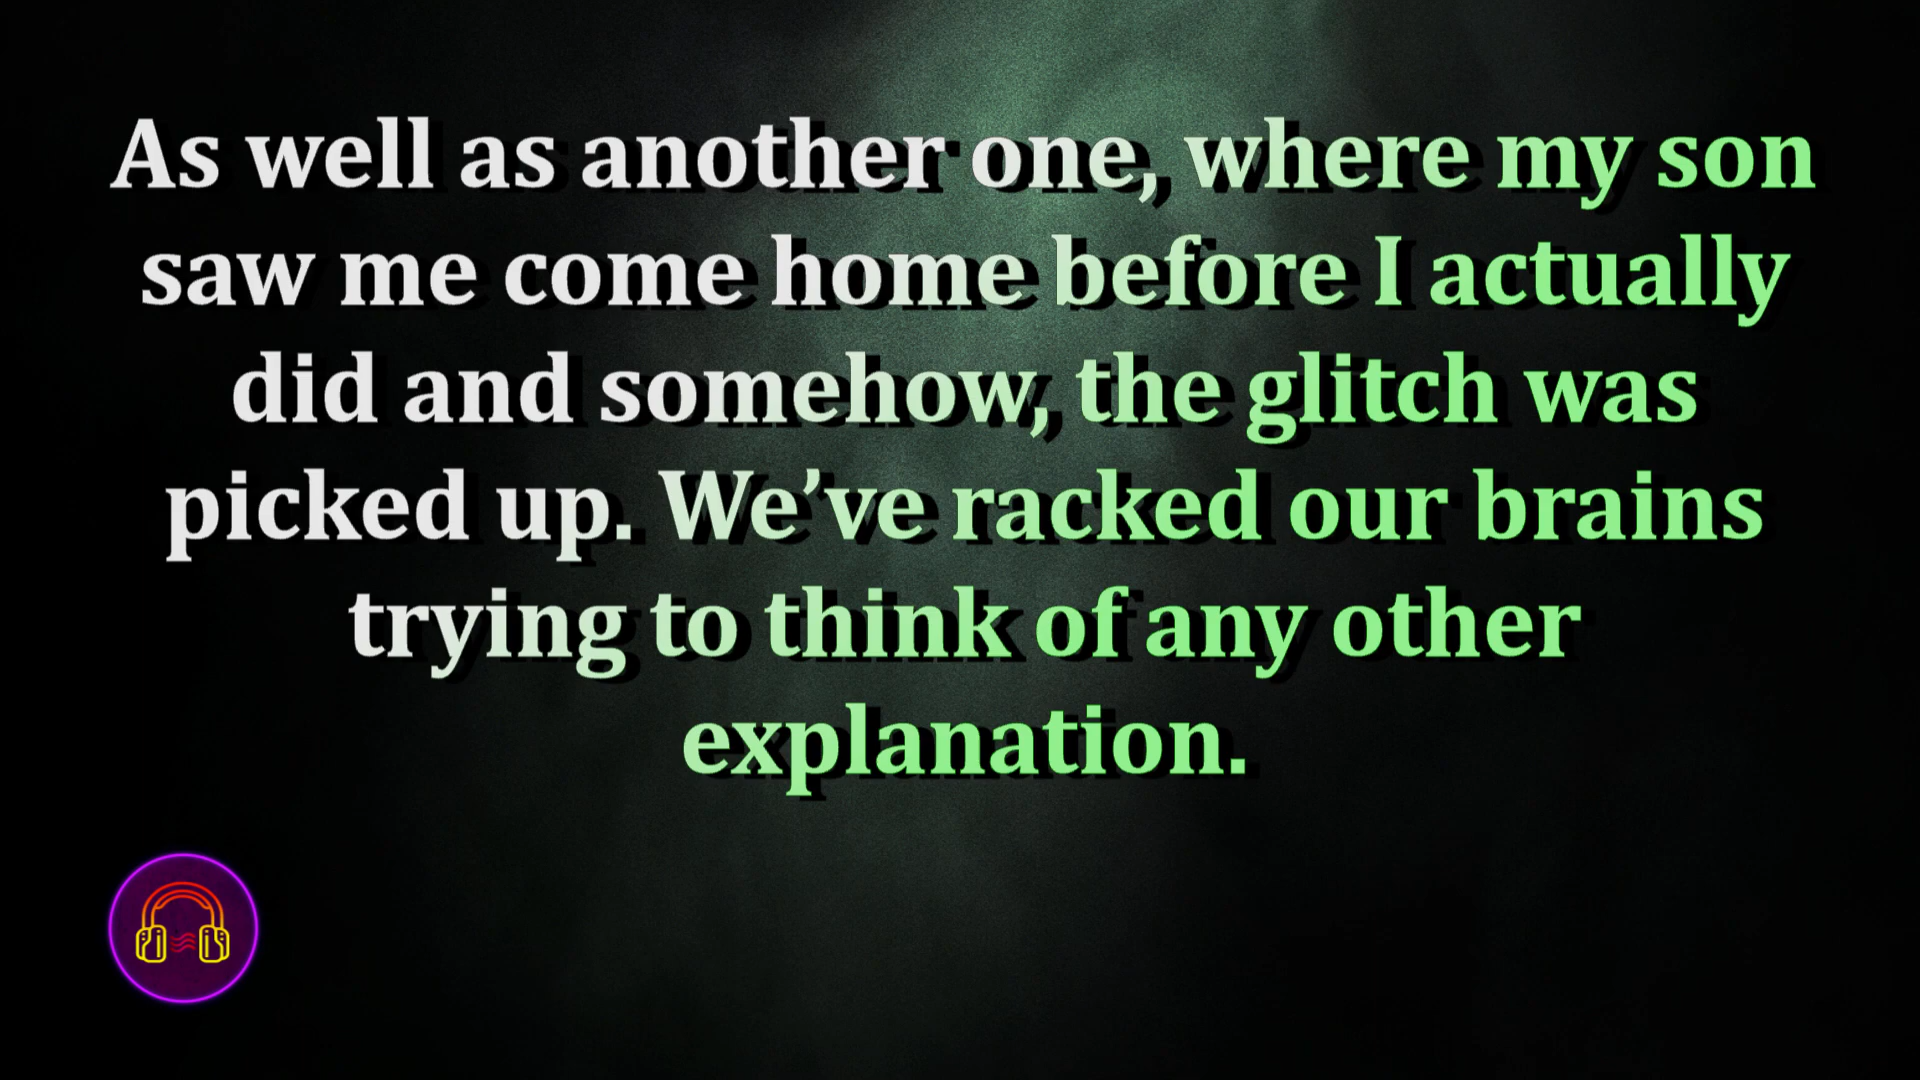 As well as another one, where my son
saw me come home before I actually
did and somehow, the glitch was
picked up. We’ve racked our brains
trying to think of any other
explanation.